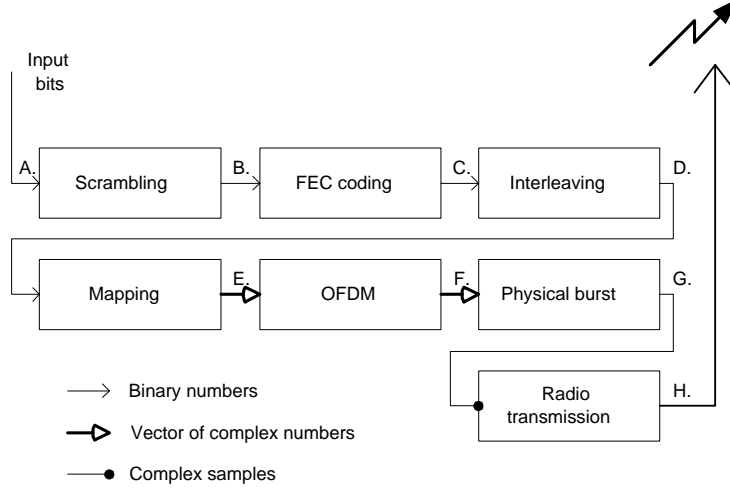 Input
bits
A.
Scrambling
B.
FEC coding
C.
Interleaving
D.
Mapping
E.
OFDM
F.
Physical burst
G.
Radio
transmission
H.
Binary numbers
Vector of complex numbers
Complex samples